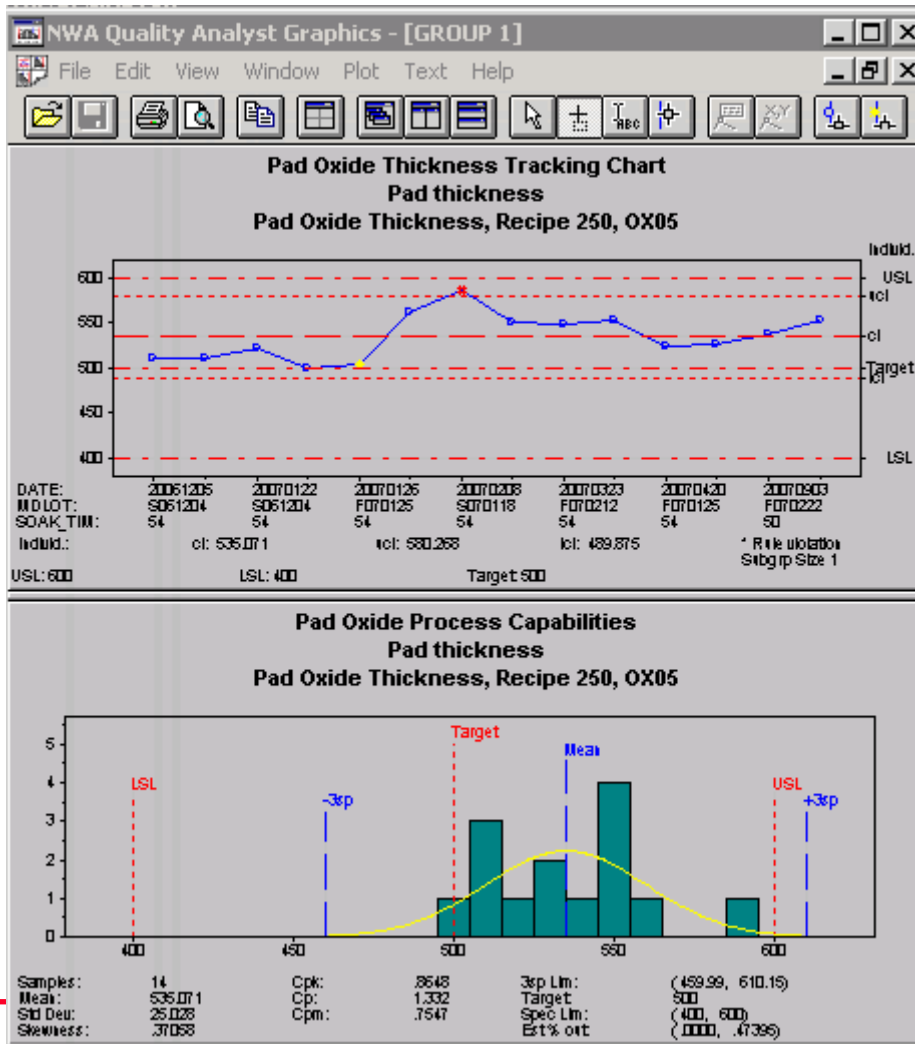 NWA Quality Analyst Graphics - [GROUP 1]
File Edit View Window Plot Text Help
Pad Oxide Thickness Tracking Chart
Pad thickness
Pad Oxide Thickness, Recipe 250, OX05
Individ.
600 USL
ucl
550
cl
500 Target
lcl
450
400 LSL
DATE: 20061205 20070122 20070126 20070208 20070323 20070420 20070903
MDLOT: S061204 S061204 F070125 S070118 F070212 F070125 F070222
SOAK_TIM: 54 54 54 54 54 54 50
Individ.: cl: 535.071 ucl: 580.268 lcl: 489.875 * Rule violation
Subgrp Size 1
USL: 600 LSL: 400 Target: 500
Pad Oxide Process Capabilities
Pad thickness
Pad Oxide Thickness, Recipe 250, OX05
Target
Mean
LSL USL
-3sp +3sp
5
4
3
2
1
0
400 450 500 550 600
Samples: 14 Cpk: .8648 3sp Lim: (459.99, 610.15)
Mean: 535.071 Cp: 1.332 Target: 500
Std Dev: 25.028 Cpm: .7547 Spec Lim: (400, 600)
Skewness: .37058 Est % out: (.0000, .47395)